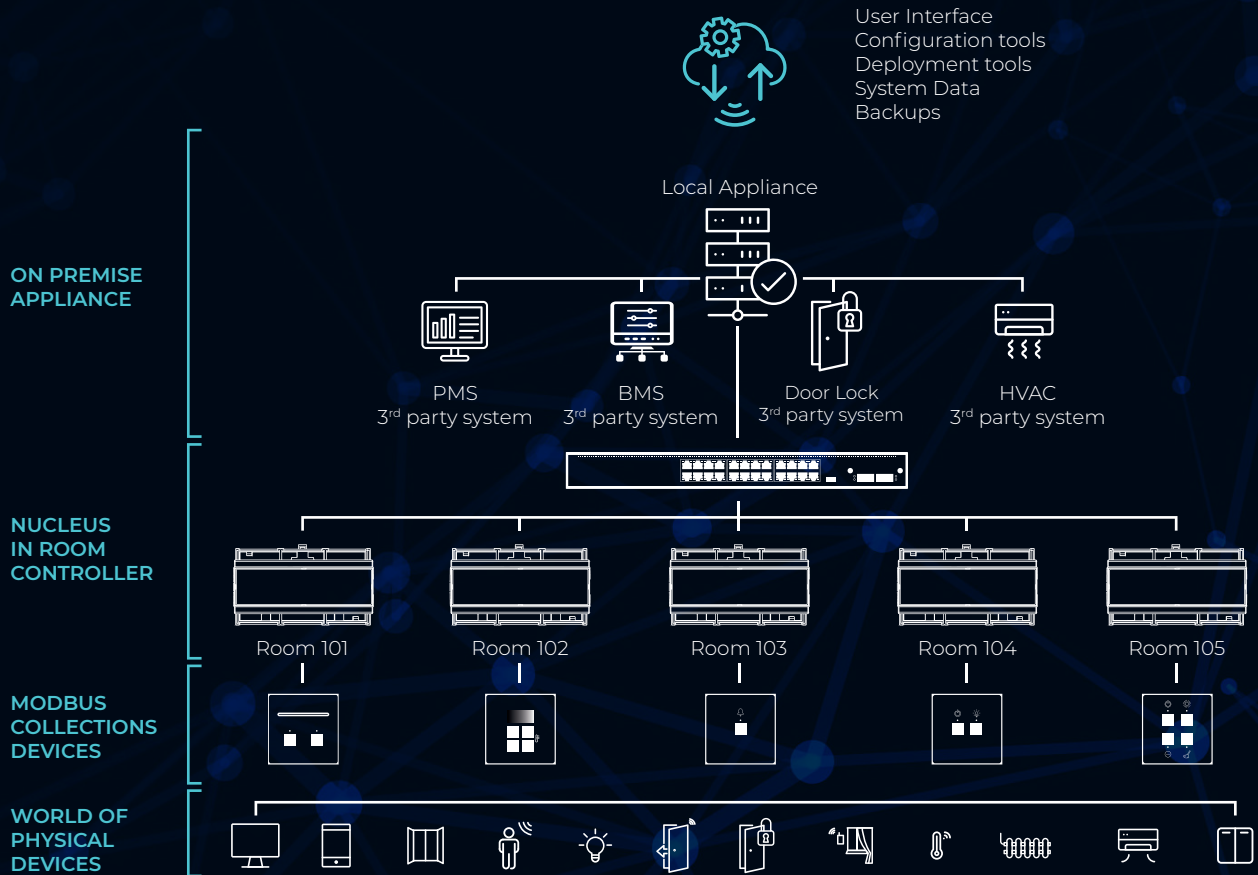 User Interface
Configuration tools
Deployment tools
System Data
Backups
Local Appliance
ON PREMISE
APPLIANCE
PMS
3rd party system
BMS
3rd party system
Door Lock
3rd party system
HVAC
3rd party system
NUCLEUS
IN ROOM
CONTROLLER
Room 101
Room 102
Room 103
Room 104
Room 105
MODBUS
COLLECTIONS
DEVICES
WORLD OF
PHYSICAL
DEVICES